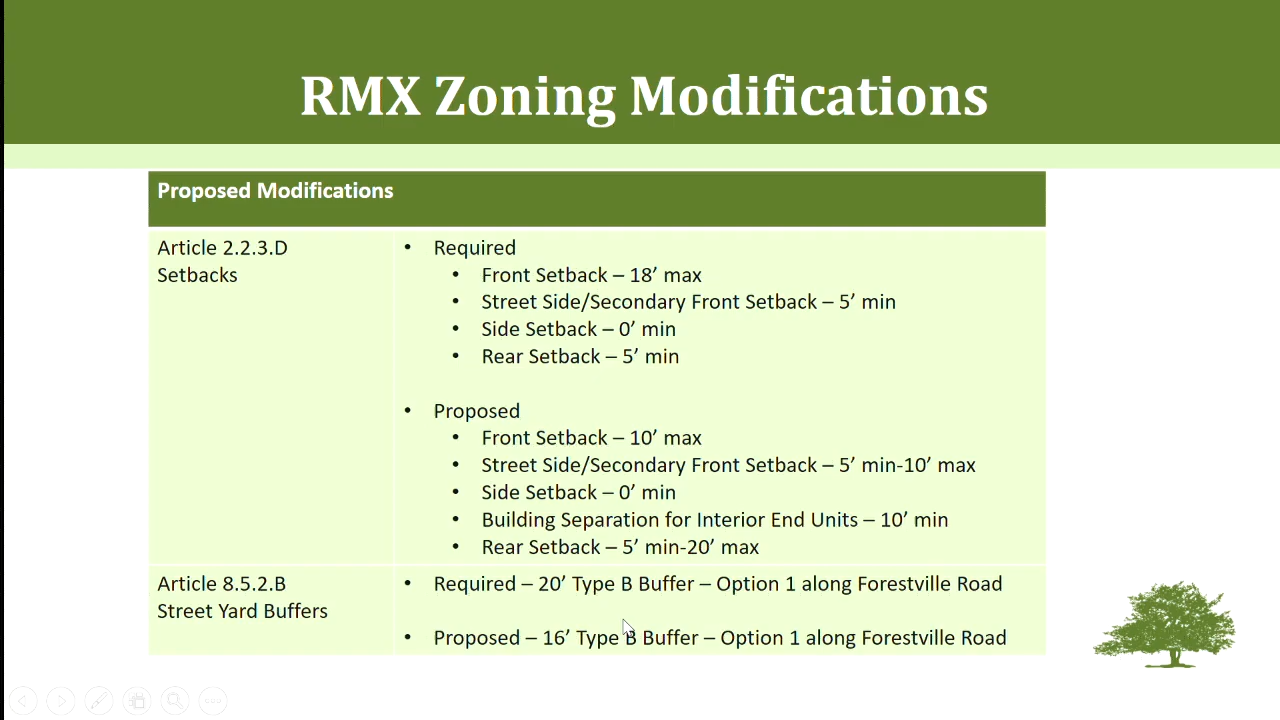 RMX Zoning Modifications
Proposed Modifications
Article 2.2.3.D
Setbacks
• Required
• Front Setback – 18’ max
• Street Side/Secondary Front Setback – 5’ min
• Side Setback – 0’ min
• Rear Setback – 5’ min
• Proposed
• Front Setback – 10’ max
• Street Side/Secondary Front Setback – 5’ min-10’ max
• Side Setback – 0’ min
• Building Separation for Interior End Units – 10’ min
• Rear Setback – 5’ min-20’ max
Article 8.5.2.B
Street Yard Buffers
• Required – 20’ Type B Buffer – Option 1 along Forestville Road
• Proposed – 16’ Type B Buffer – Option 1 along Forestville Road